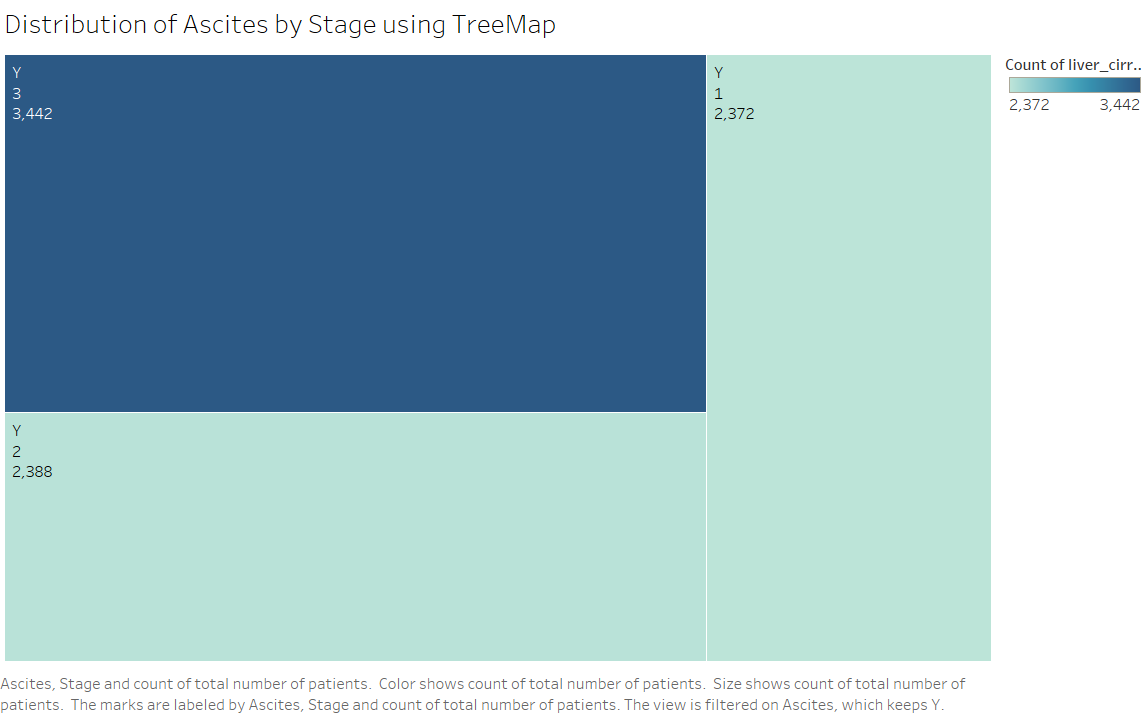 Distribution of Ascites by Stage using TreeMap
Y
3
3,442
Y
1
2,372
Y
2
2,388
Count of liver_cirr..
2,372 3,442
Ascites, Stage and count of total number of patients. Color shows count of total number of patients. Size shows count of total number of
patients. The marks are labeled by Ascites, Stage and count of total number of patients. The view is filtered on Ascites, which keeps Y.